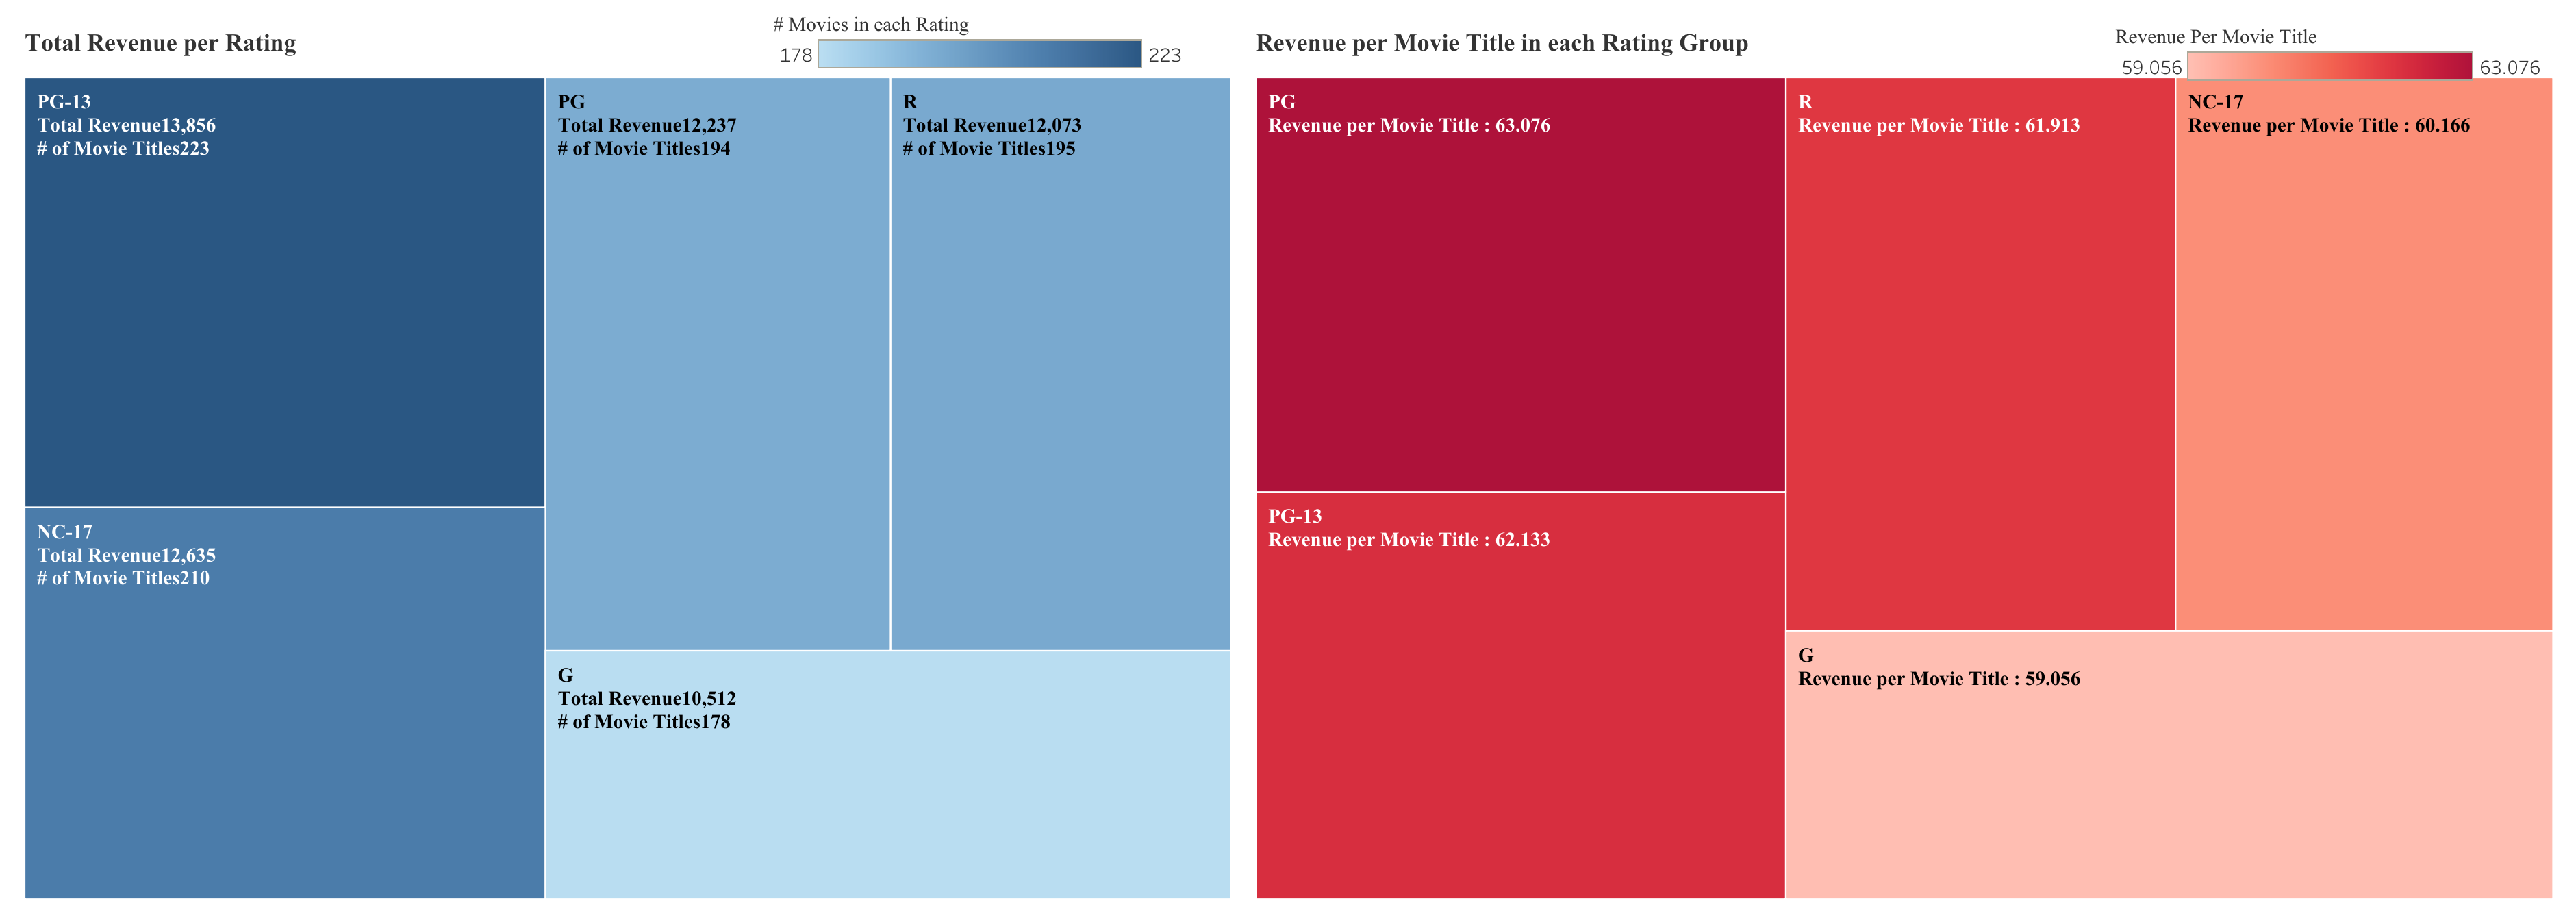 Total Revenue per Rating
# Movies in each Rating
178
223
PG-13
Total Revenue13,856
# of Movie Titles223
PG
Total Revenue12,237
# of Movie Titles194
R
Total Revenue12,073
# of Movie Titles195
NC-17
Total Revenue12,635
# of Movie Titles210
G
Total Revenue10,512
# of Movie Titles178
Revenue per Movie Title in each Rating Group
Revenue Per Movie Title
59.056
63.076
PG
Revenue per Movie Title : 63.076
R
Revenue per Movie Title : 61.913
NC-17
Revenue per Movie Title : 60.166
PG-13
Revenue per Movie Title : 62.133
G
Revenue per Movie Title : 59.056